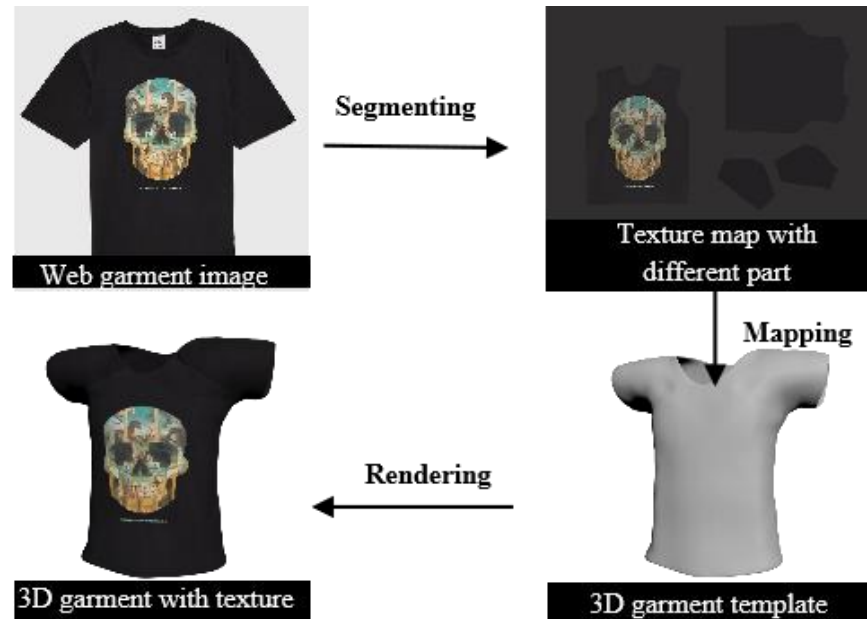 Segmenting
Web garment image
Texture map with
different part
Mapping
Rendering
3D garment with texture
3D garment template